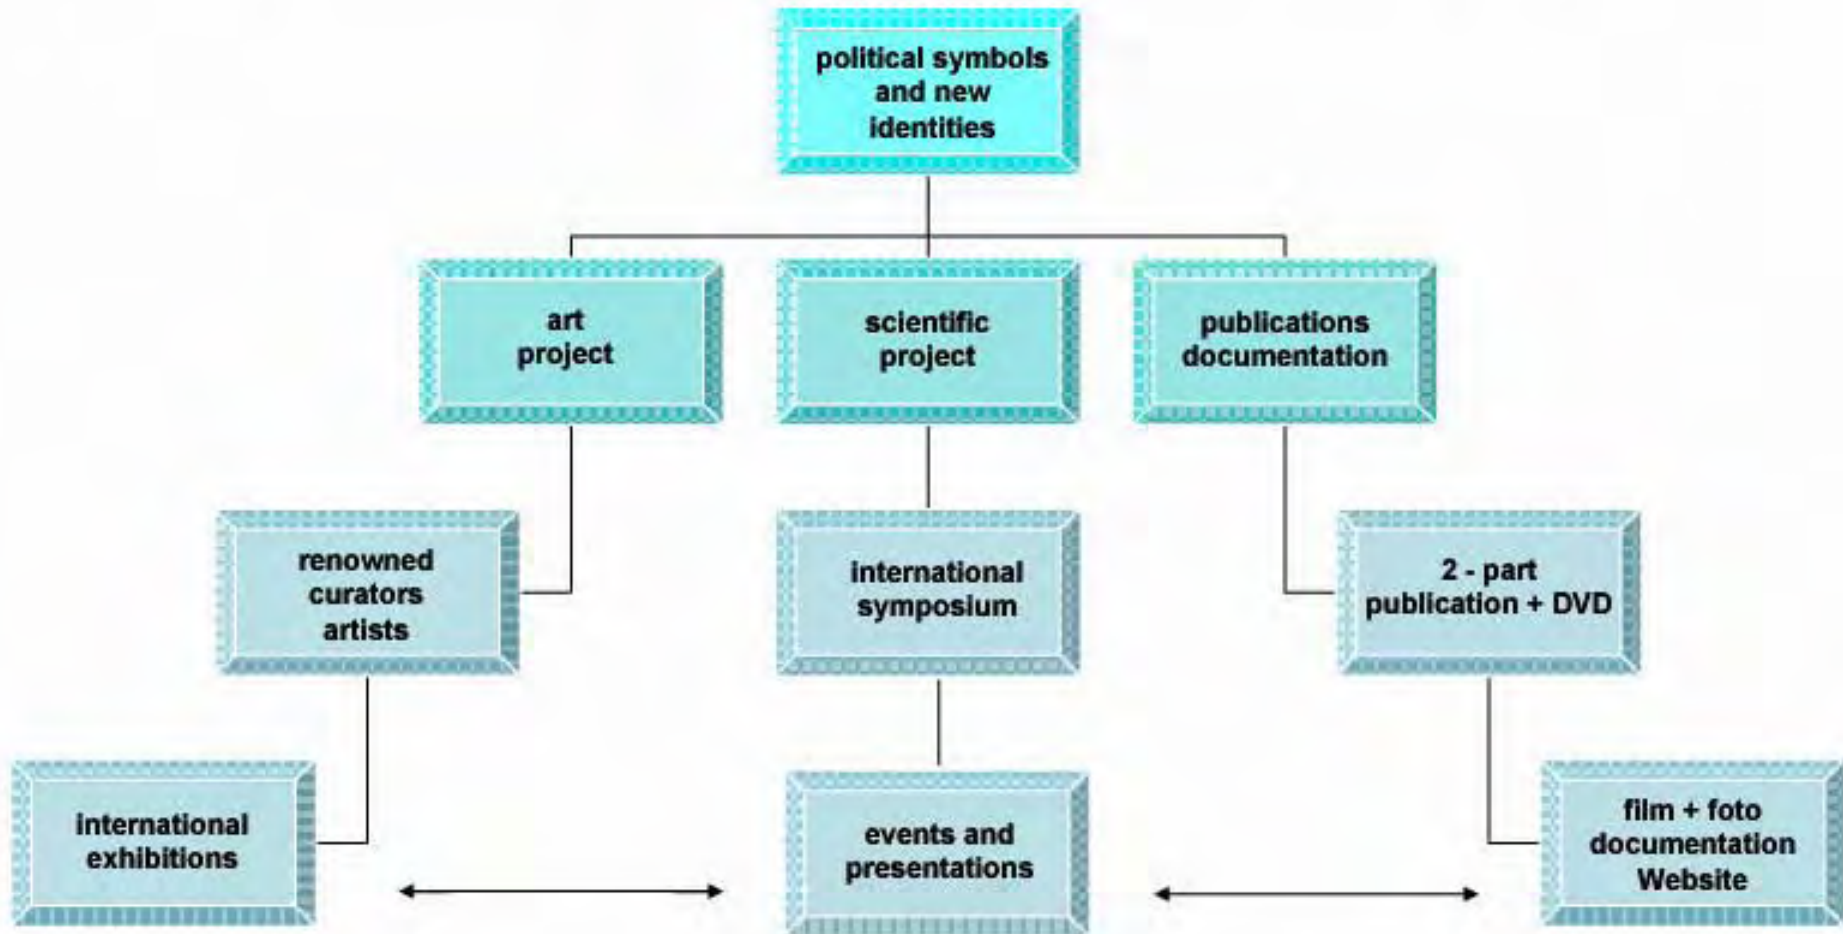 political symbols
and new
identities
art
project
scientific
project
publications
documentation
renowned
curators
artists
international
symposium
2 - part
publication + DVD
international
exhibitions
events and
presentations
film + foto
documentation
Website